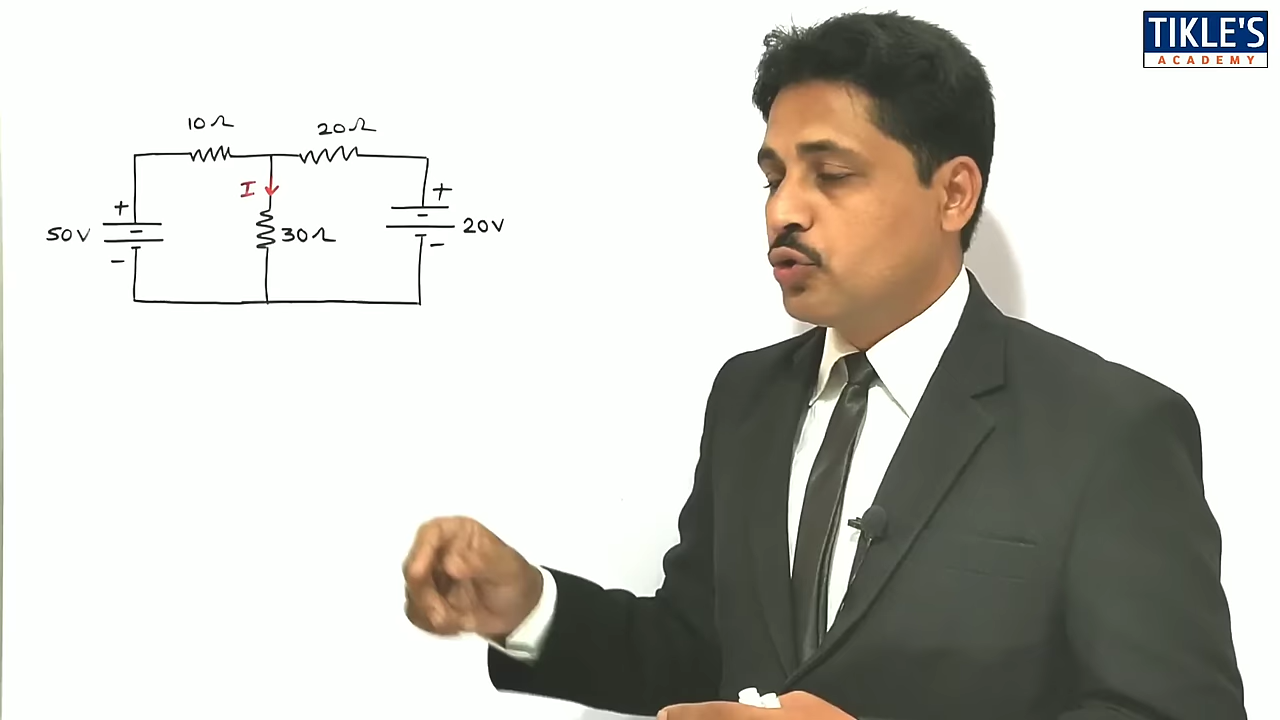 TIKLE'S
ACADEMY
10Ω
20Ω
+
I
+
50V
30Ω
20V
-
-